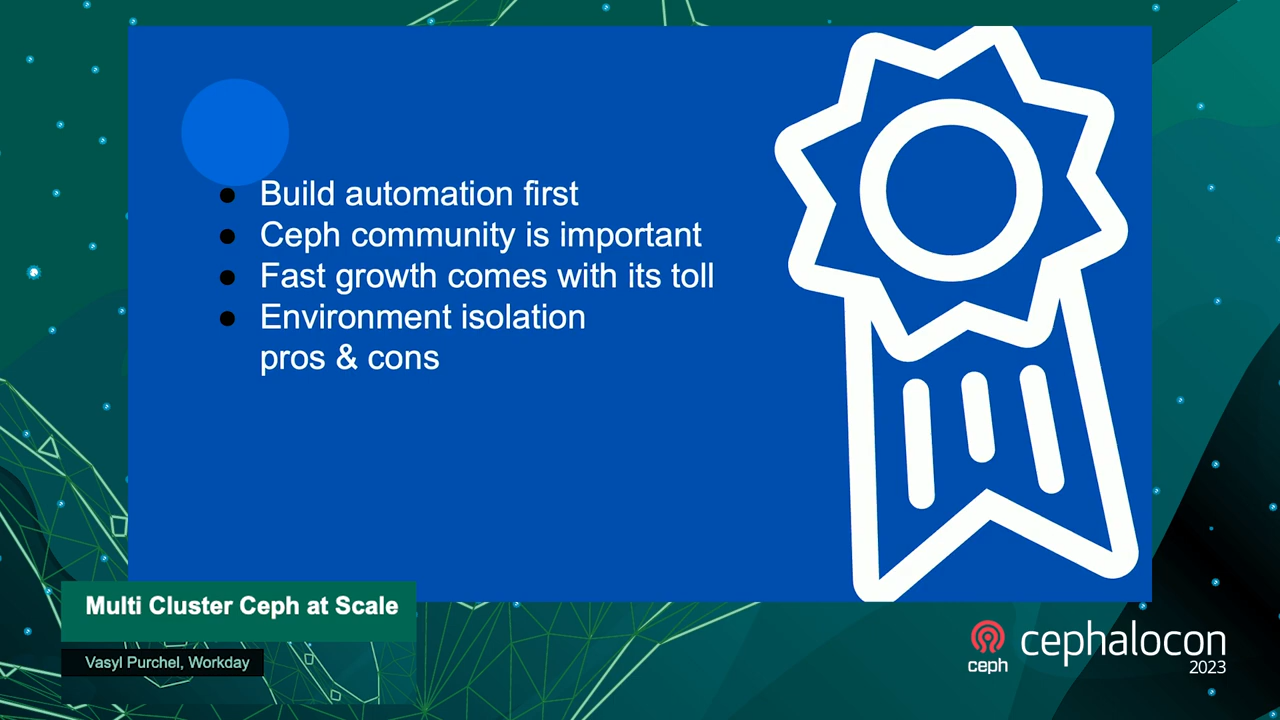 ● Build automation first
● Ceph community is important
● Fast growth comes with its toll
● Environment isolation
pros & cons
Multi Cluster Ceph at Scale
Vasyl Purchel, Workday
ceph
cephalocon
2023